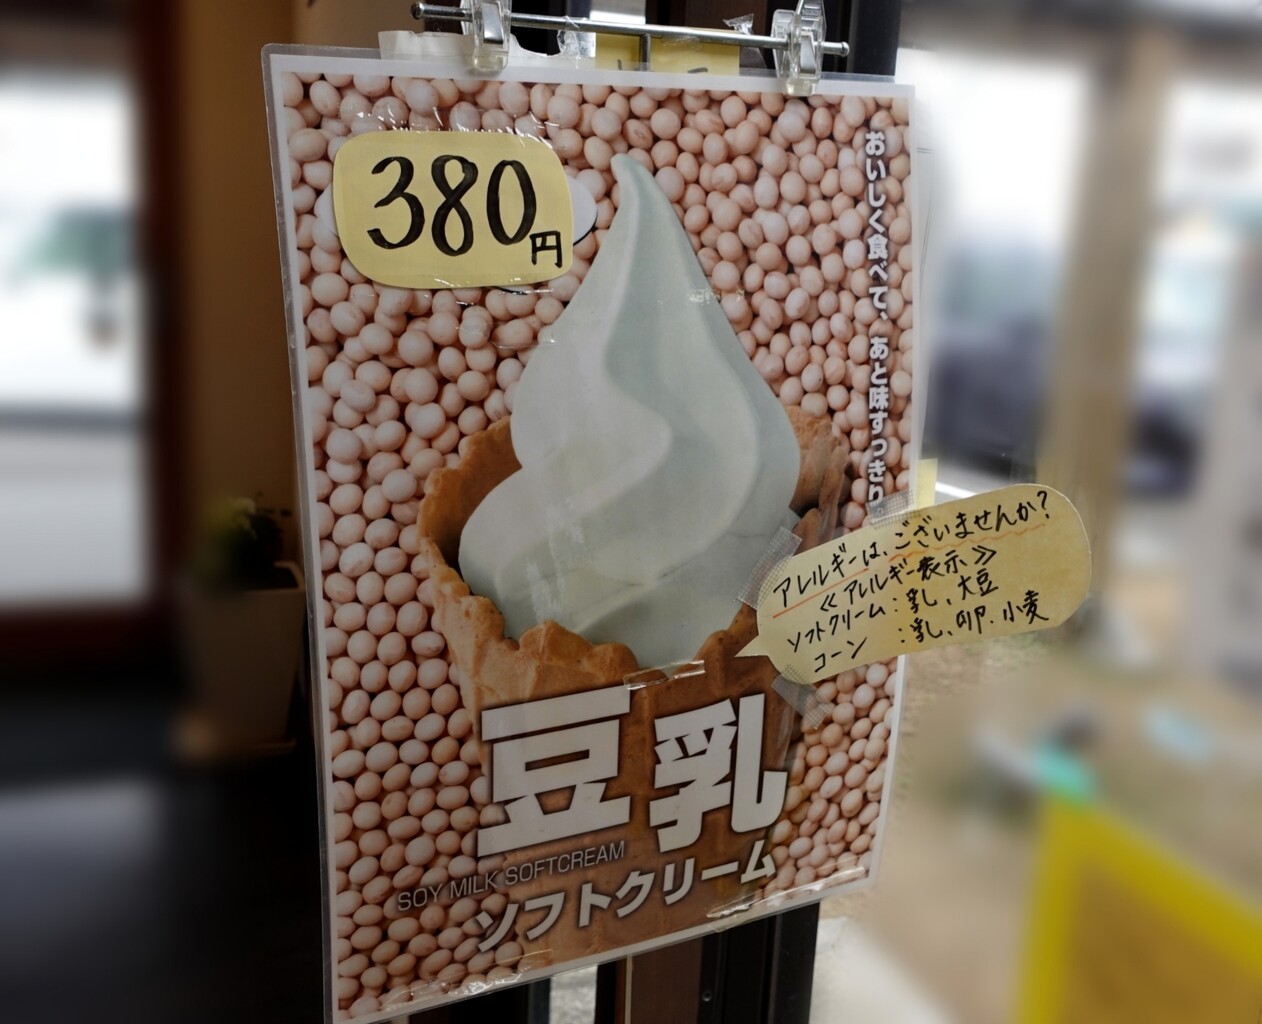 380円
おいしく食べて、あと味すっきり。
アレルギーは、ございませんか?
≪アレルギー表示≫
ソフトクリーム:乳、大豆
コーン:乳、卵、小麦
豆乳
SOY MILK SOFTCREAM
ソフトクリーム